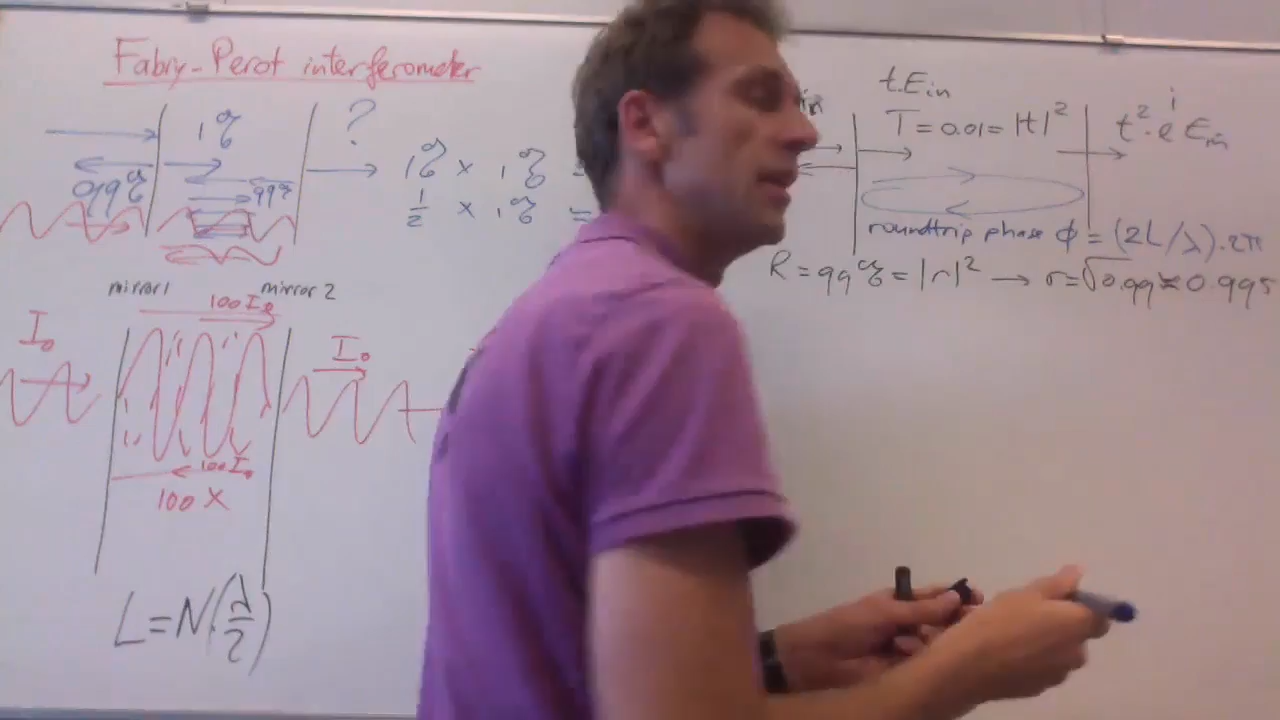 Fabry-Perot interferometer
1% ?
99% 99%
1% x 1% =
1/2 x 1% =
mirror 1 mirror 2
100 I₀
I₀ I₀
100 I₀
100 X
L = N(λ/2)
in t.Ein
T = 0.01 = |t|² t²·e^i Ein
roundtrip phase ϕ = (2L/λ).2π
R = 99% = |r|² → r = √0.99 ≈ 0.995